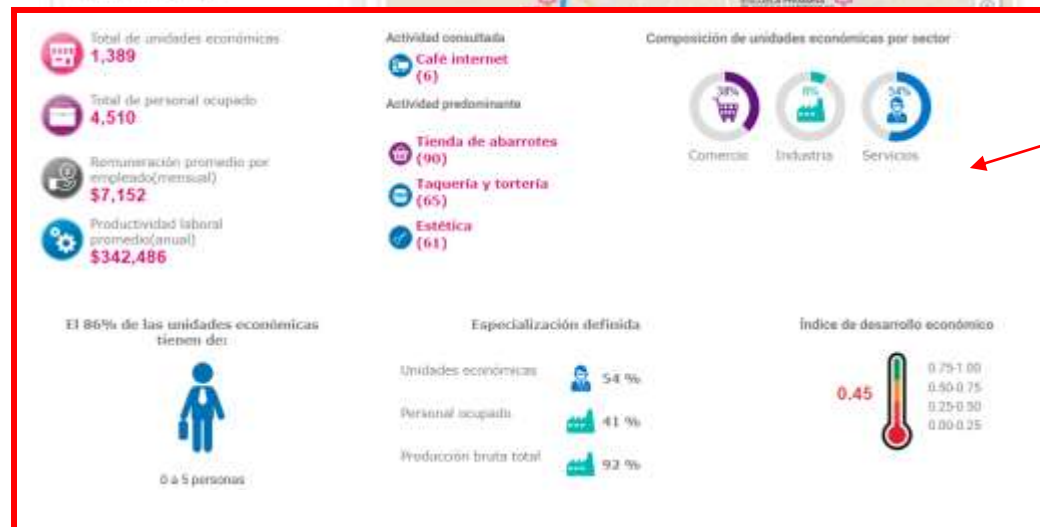 Total de unidades económicas
1,389
Total de personal ocupado
4,510
Remuneración promedio por
empleado(mensual)
$7,152
Productividad laboral
promedio(anual)
$342,486
Actividad consultada
Café internet
(6)
Actividad predominante
Tienda de abarrotes
(90)
Taquería y tortería
(65)
Estética
(61)
Composición de unidades económicas por sector
38%
8%
54%
Comercio
Industria
Servicios
El 86% de las unidades económicas
tienen de:
0 a 5 personas
Especialización definida
Unidades económicas
54 %
Personal ocupado
41 %
Producción bruta total
92 %
Índice de desarrollo económico
0.45
0.75-1.00
0.50-0.75
0.25-0.50
0.00-0.25